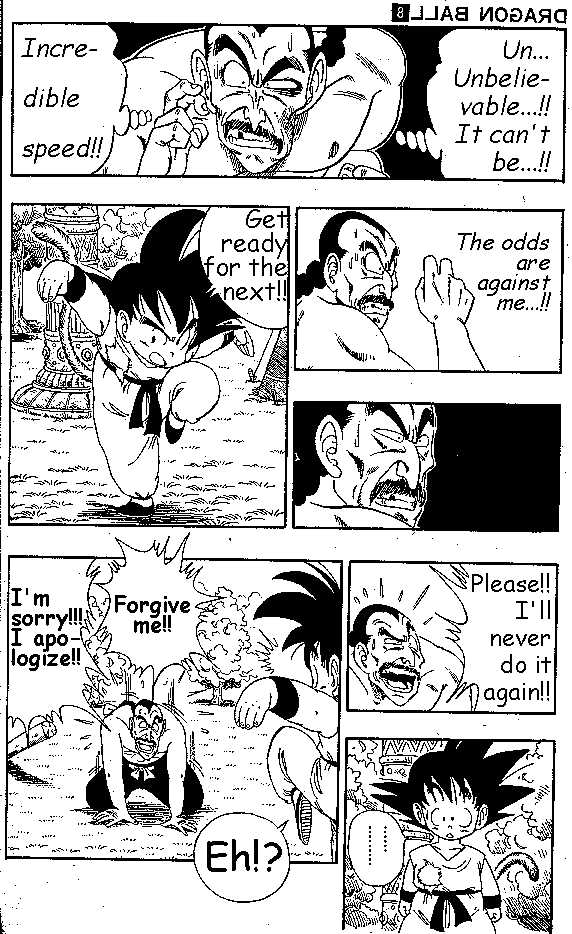 DRAGON BALL 8
Incre-
dible
speed!!
Un...
Unbelie-
vable...!!
It can't
be...!!
Get
ready
for the
next!!
The odds
are
against
me...!!
I'm
sorry!!!
I apo-
logize!!
Forgive
me!!
Eh!?
Please!!
I'll
never
do it
again!!